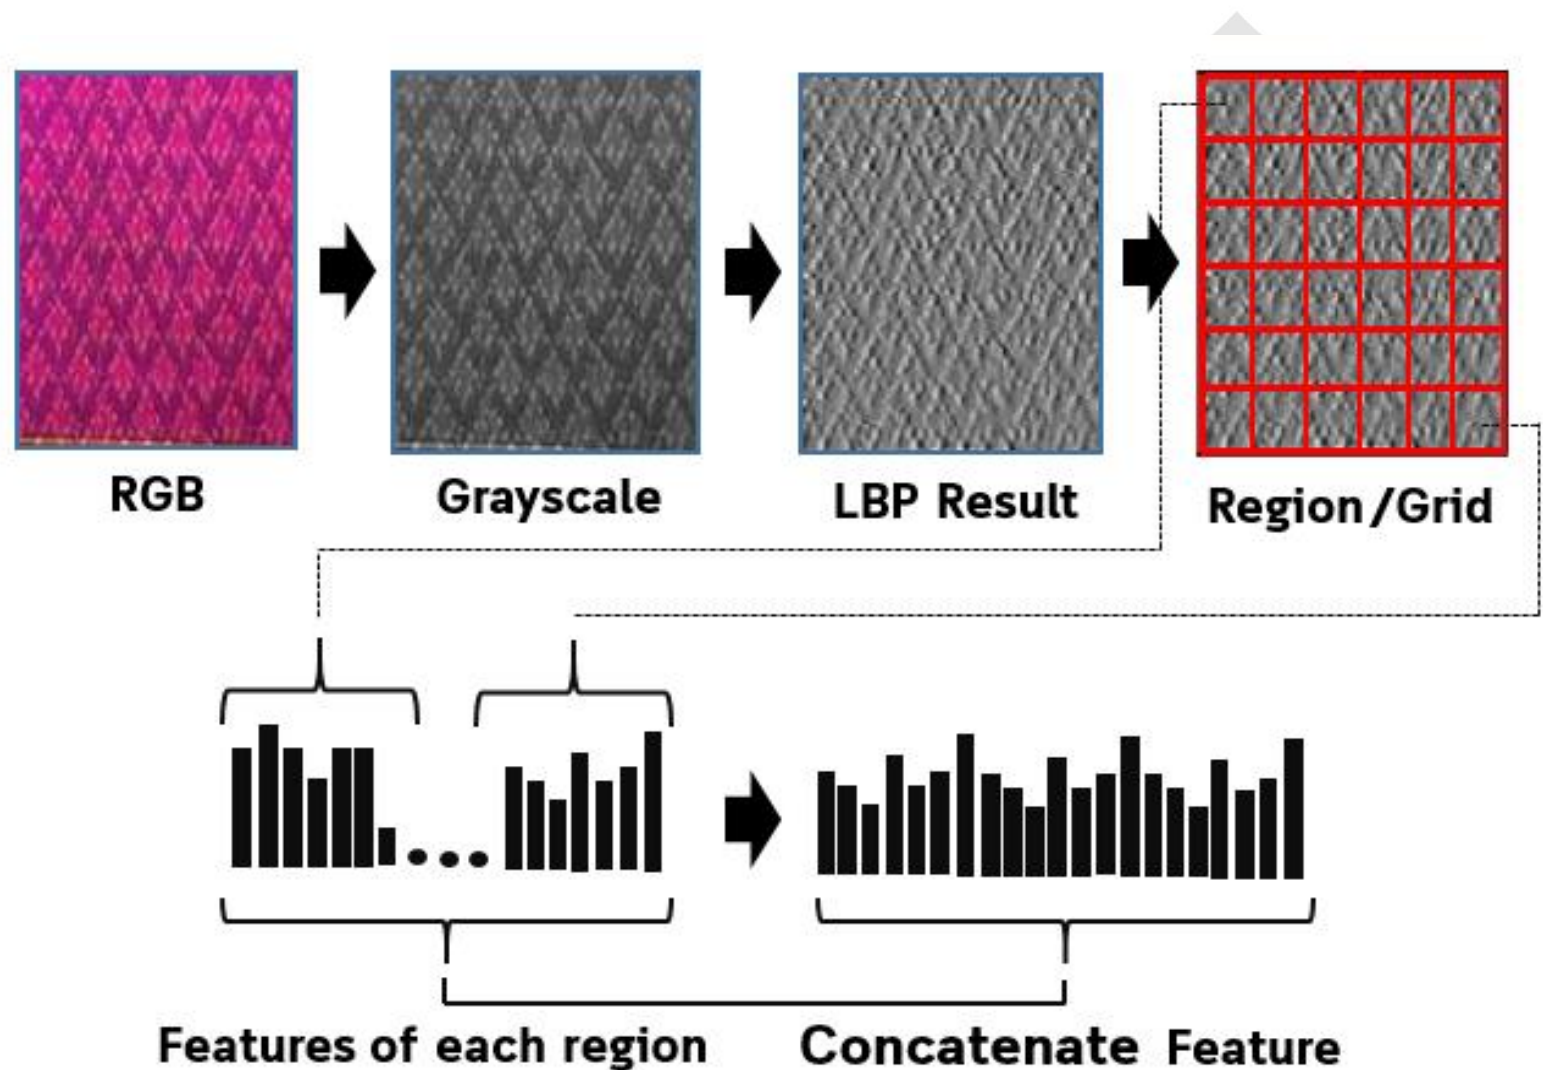 RGB
Grayscale
LBP Result
Region/Grid
Features of each region
Concatenate Feature